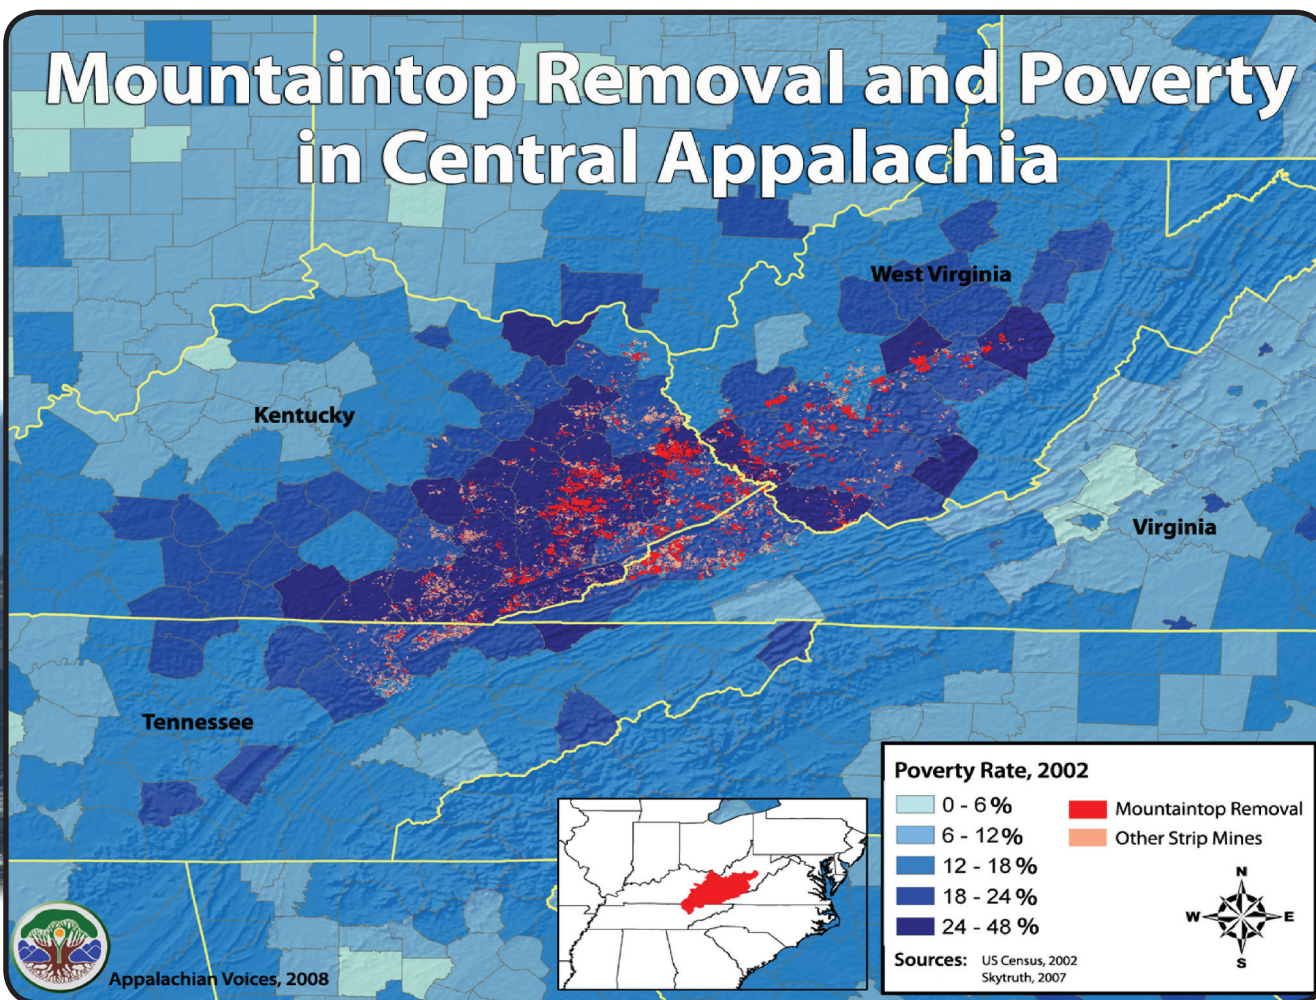 Mountaintop Removal and Poverty
in Central Appalachia
West Virginia
Kentucky
Virginia
Tennessee
Poverty Rate, 2002
0 - 6 %
6 - 12 %
12 - 18 %
18 - 24 %
24 - 48 %
Mountaintop Removal
Other Strip Mines
N
W E
S
Sources: US Census, 2002
Skytruth, 2007
Appalachian Voices, 2008